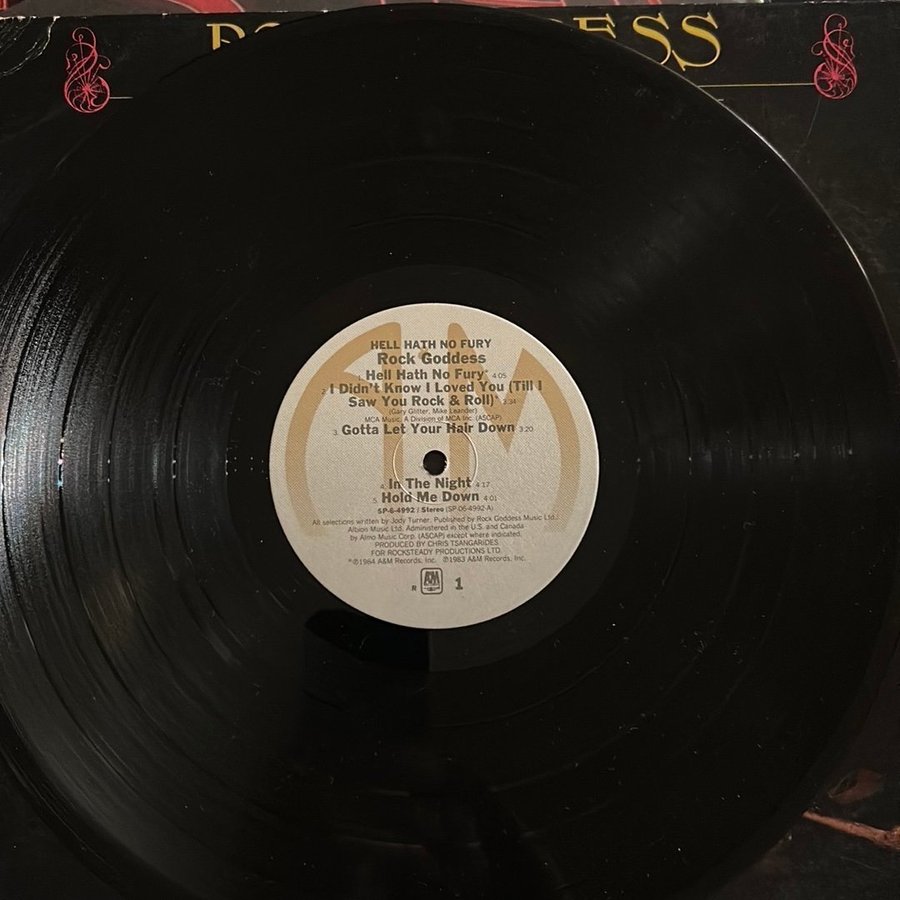 ESS
HELL HATH NO FURY
Rock Goddess
1. Hell Hath No Fury* 4:05
2. I Didn't Know I Loved You (Till I
Saw You Rock & Roll)* 3:34
(Gary Glitter, Mike Leander)
MCA Music, A Division of MCA Inc. (ASCAP)
3. Gotta Let Your Hair Down 3:20
4. In The Night 4:17
5. Hold Me Down 4:01
SP-6-4992 / Stereo (SP 06-4992-A)
All selections written by Jody Turner. Published by Rock Goddess Music Ltd.,
Albion Music Ltd. Administered in the U.S. and Canada
by Almo Music Corp. (ASCAP) except where indicated.
PRODUCED BY CHRIS TSANGARIDES
FOR ROCKSTEADY PRODUCTIONS LTD.
*℗1984 A&M Records, Inc. ℗1983 A&M Records, Inc.
R A&M 1